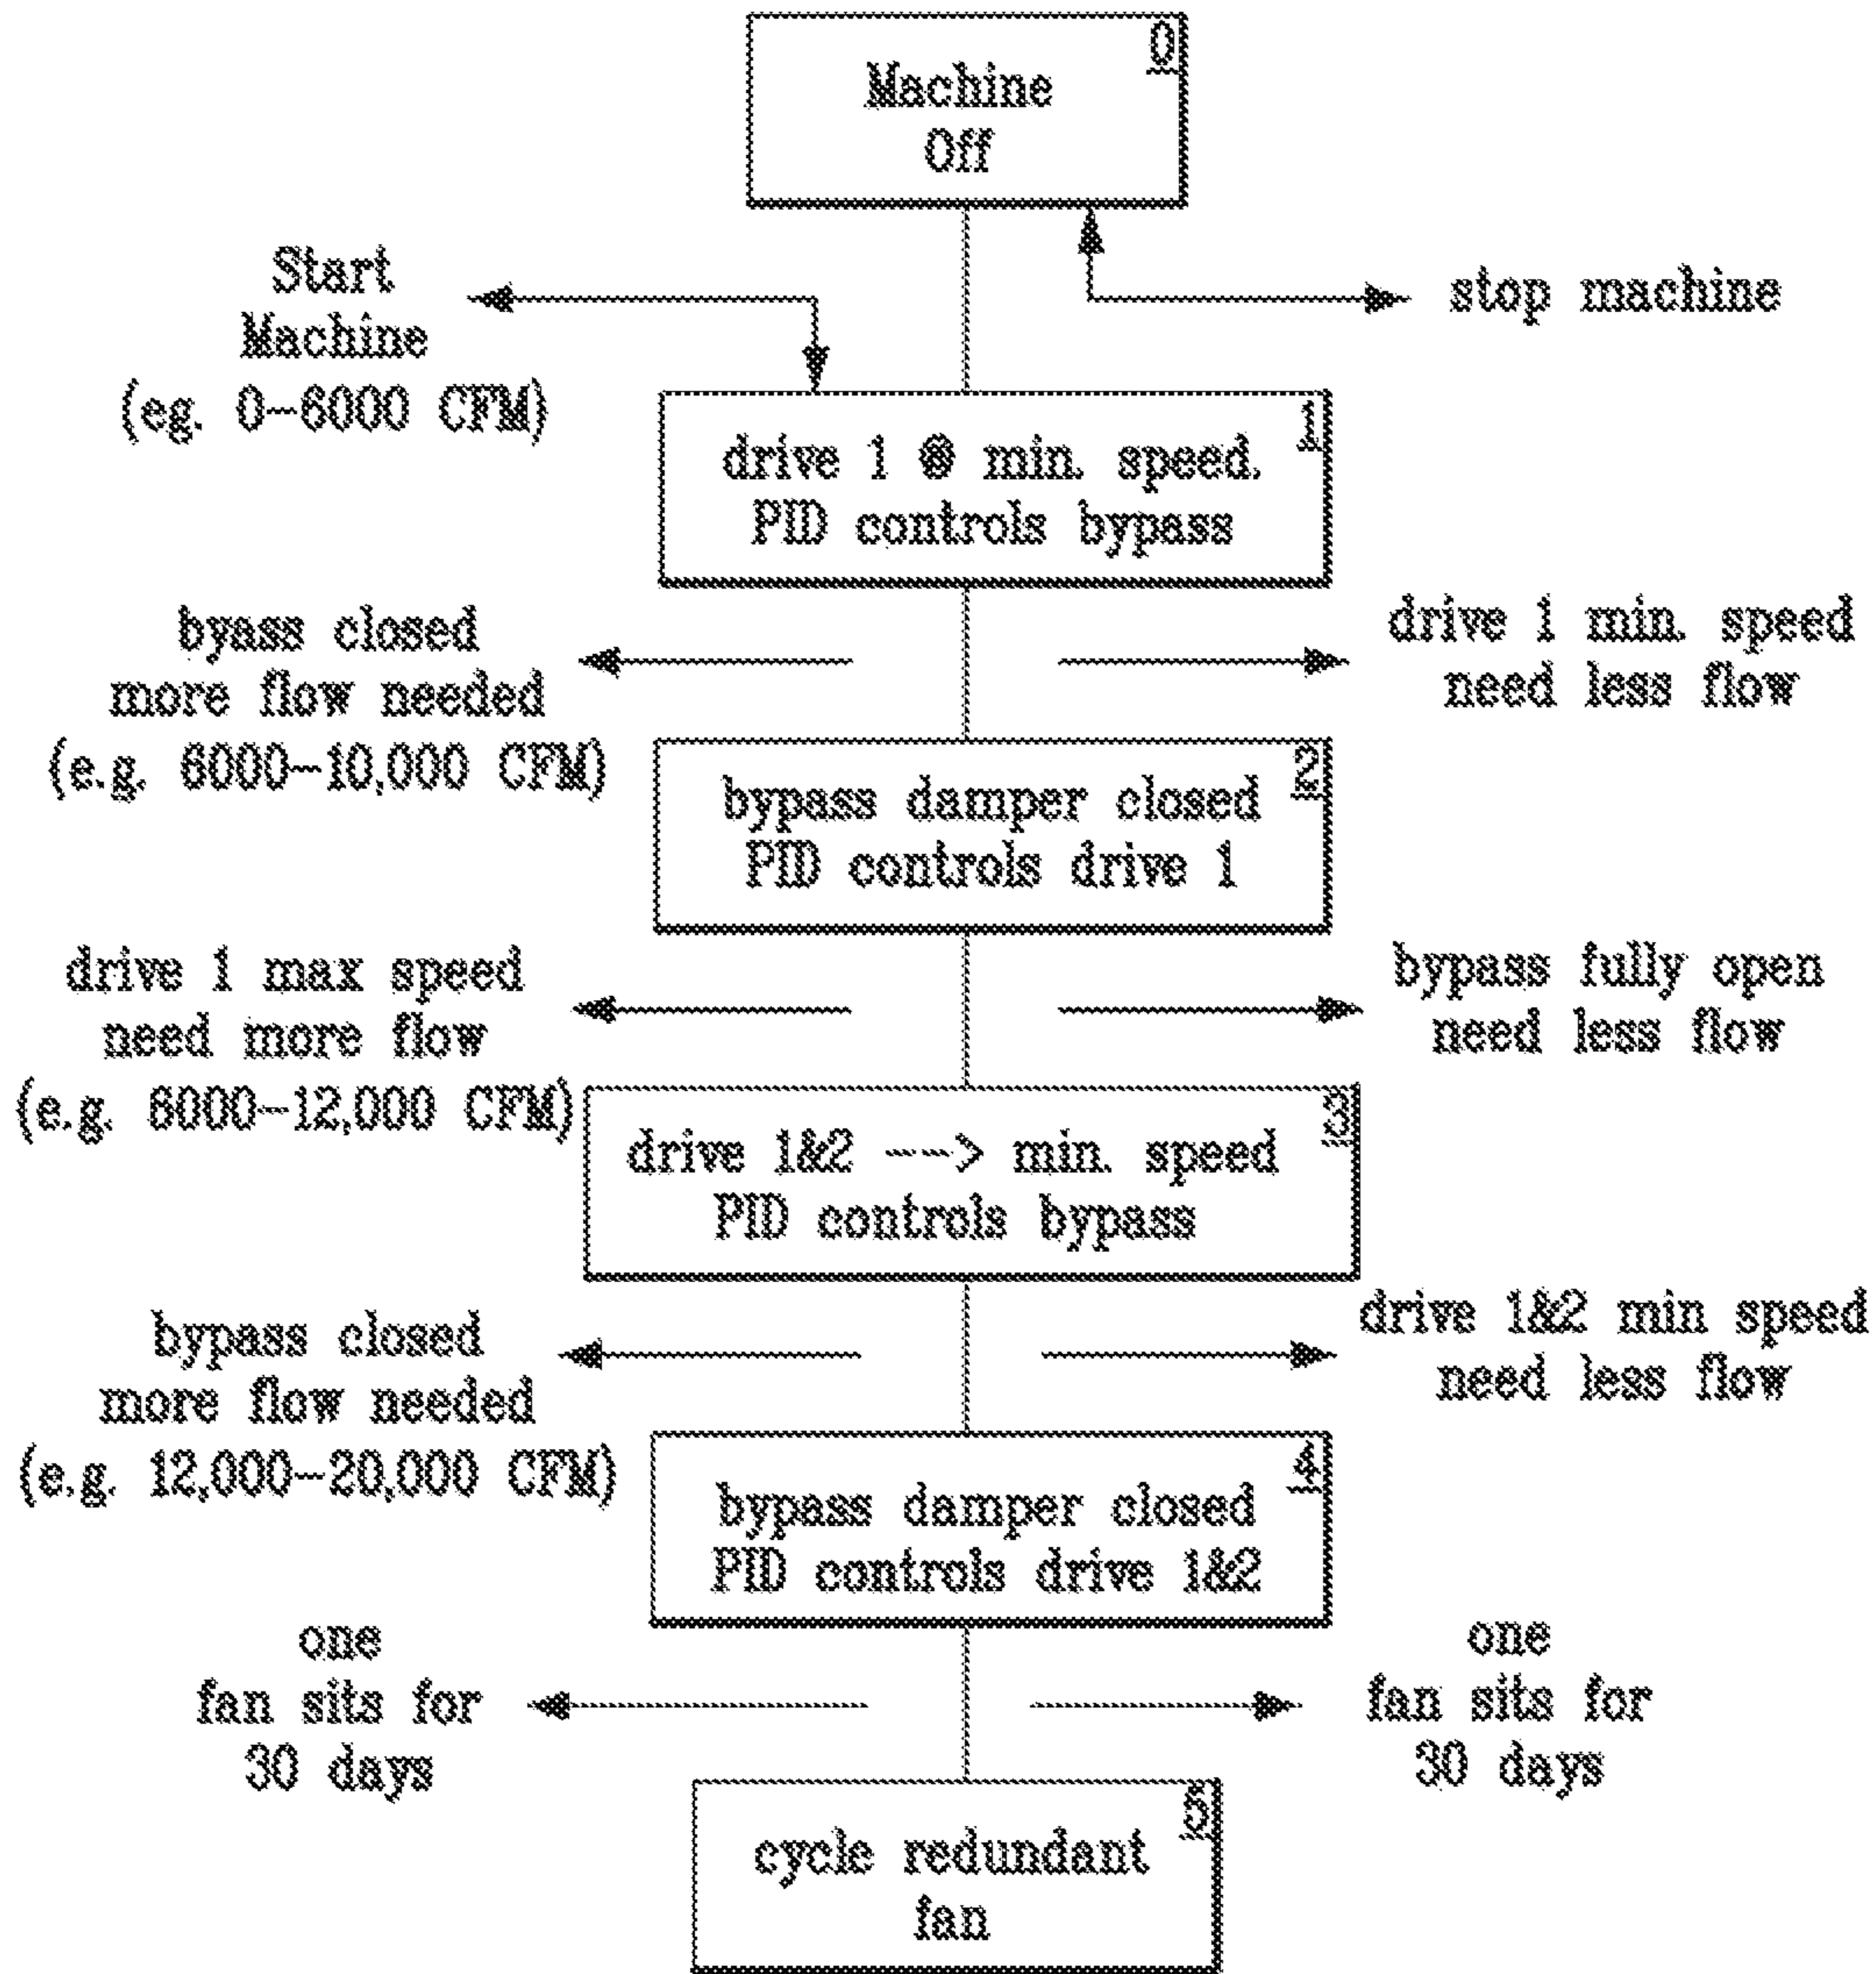 0
Machine
Off
Start
Machine
(eg. 0-6000 CFM)
stop machine
1
drive 1 @ min. speed.
PID controls bypass
byass closed
more flow needed
(e.g. 6000-10,000 CFM)
drive 1 min. speed
need less flow
2
bypass damper closed
PID controls drive 1
drive 1 max speed
need more flow
(e.g. 6000-12,000 CFM)
bypass fully open
need less flow
3
drive 1&2 ---> min. speed
PID controls bypass
bypass closed
more flow needed
(e.g. 12,000-20,000 CFM)
drive 1&2 min speed
need less flow
4
bypass damper closed
PID controls drive 1&2
one
fan sits for
30 days
one
fan sits for
30 days
5
cycle redundant
fan